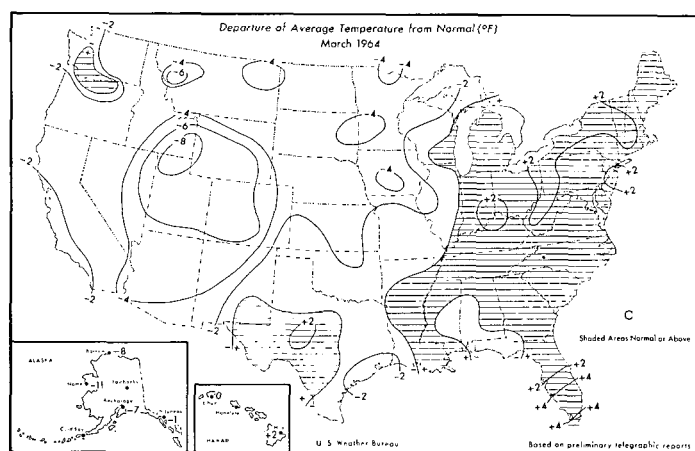 Departure of Average Temperature from Normal (°F)
March 1964
-2
-2
-2
+
-4
-6
-4
-4
-4
-2
-4
-6
-8
-4
-4
+2
+2
+2
+2
-2
-2
-4
-2
+2
-2
-2
+
+
+
+
C
Shaded Areas Normal or Above
+2
+4
+4
+4
ALASKA
Barrow
-8
Nome
-11
Fairbanks
Anchorage
-7
Juneau
-1
0
Lihue
Honolulu
+2
HAWAII
U S Weather Bureau
Based on preliminary telegraphic reports